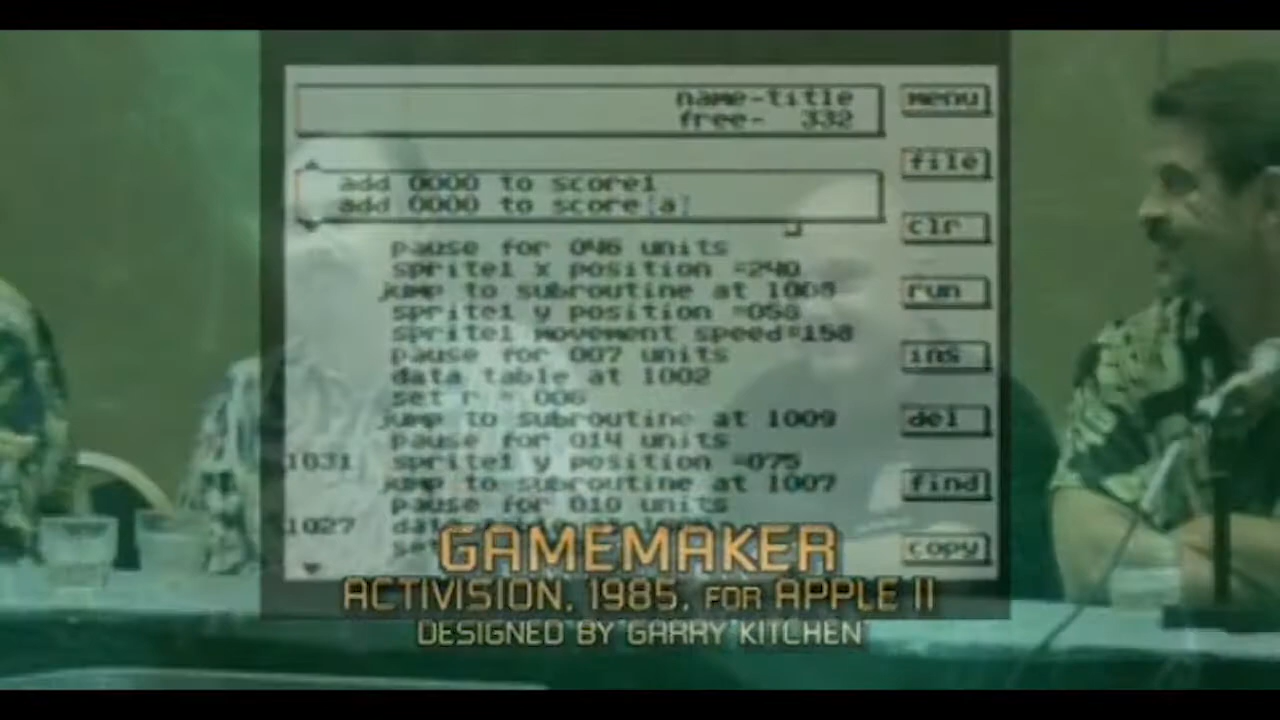 name-title
free- 332
menu
file
clr
run
ins
del
find
copy
add 0000 to score1
add 0000 to score[a]
pause for 046 units
sprite1 x position =240
jump to subroutine at 1008
sprite1 y position =058
sprite1 movement speed=158
pause for 007 units
data table at 1002
set r = 006
jump to subroutine at 1009
pause for 014 units
1031 sprite1 y position =075
jump to subroutine at 1007
pause for 010 units
1027
GAMEMAKER
ACTIVISION, 1985, FOR APPLE II
DESIGNED BY GARRY KITCHEN